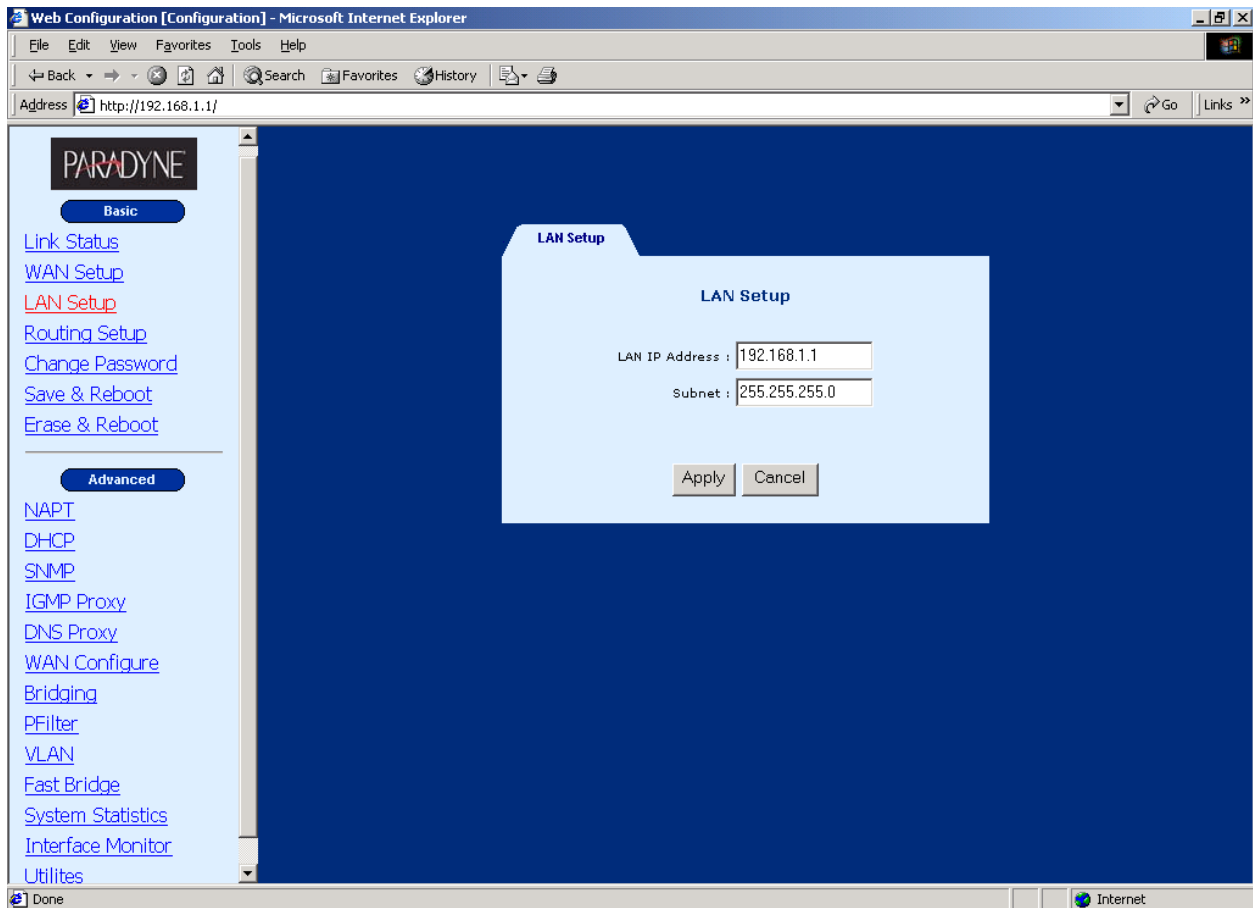 Web Configuration [Configuration] - Microsoft Internet Explorer
File Edit View Favorites Tools Help
Back Search Favorites History
Address http://192.168.1.1/ Go Links »
PARADYNE
Basic
Link Status
WAN Setup
LAN Setup
Routing Setup
Change Password
Save & Reboot
Erase & Reboot
Advanced
NAPT
DHCP
SNMP
IGMP Proxy
DNS Proxy
WAN Configure
Bridging
PFilter
VLAN
Fast Bridge
System Statistics
Interface Monitor
Utilites
LAN Setup
LAN Setup
LAN IP Address : 192.168.1.1
Subnet : 255.255.255.0
Apply Cancel
Done Internet